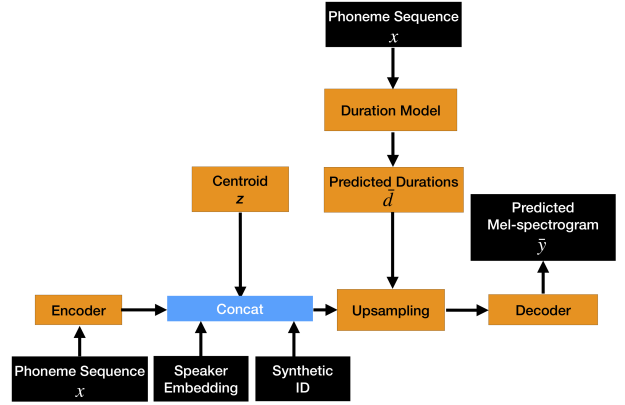 Phoneme Sequence
x
Duration Model
Centroid
z
Predicted Durations
d̄
Predicted
Mel-spectrogram
ȳ
Encoder
Concat
Upsampling
Decoder
Phoneme Sequence
x
Speaker
Embedding
Synthetic
ID